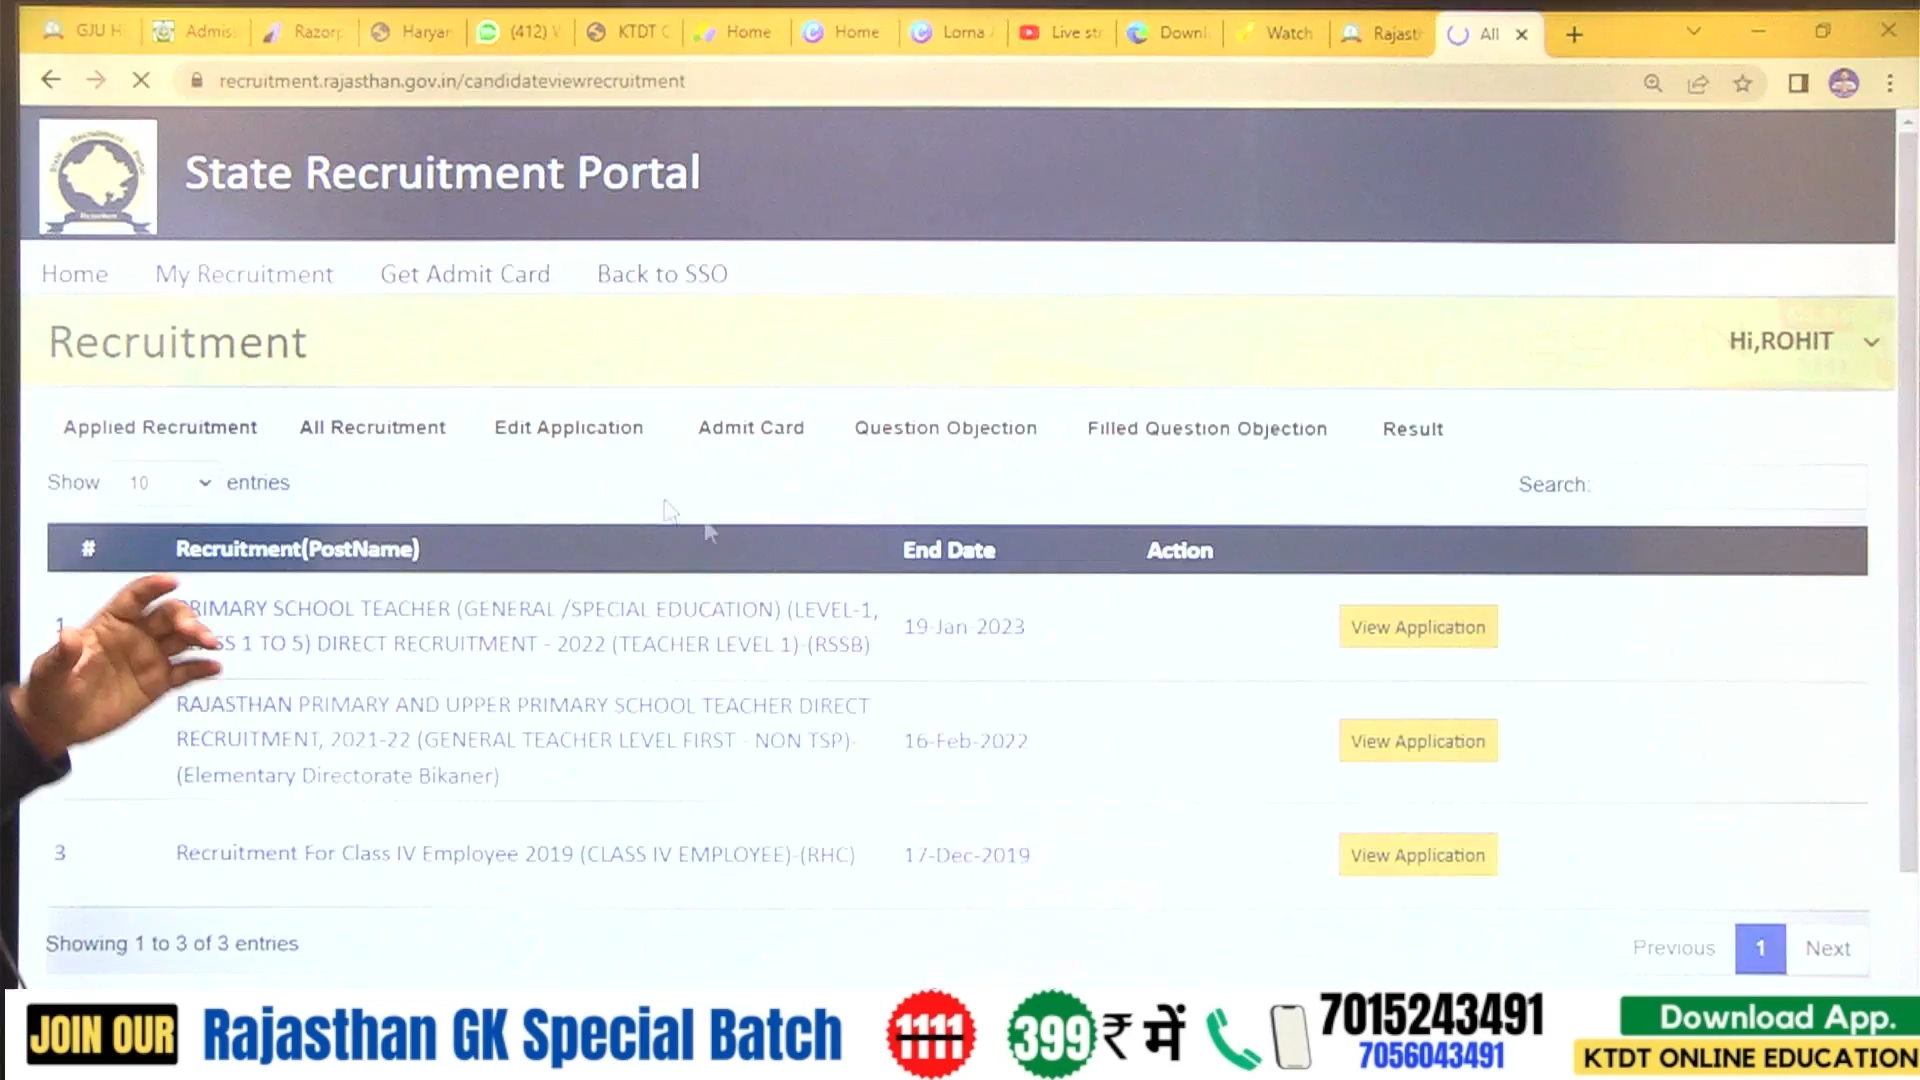 GJU H
Admis
Razorp
Haryan
(412) W
KTDT C
Home
Home
Lorna A
Live str
Downl
Watch
Rajast
All
recruitment.rajasthan.gov.in/candidateviewrecruitment
State Recruitment Portal
Home My Recruitment Get Admit Card Back to SSO
Recruitment
Hi,ROHIT
Applied Recruitment All Recruitment Edit Application Admit Card Question Objection Filled Question Objection Result
Show 10 entries
Search:
# Recruitment(PostName) End Date Action
1 PRIMARY SCHOOL TEACHER (GENERAL /SPECIAL EDUCATION) (LEVEL-1,
SS 1 TO 5) DIRECT RECRUITMENT - 2022 (TEACHER LEVEL 1)-(RSSB)
19-Jan-2023
View Application
RAJASTHAN PRIMARY AND UPPER PRIMARY SCHOOL TEACHER DIRECT
RECRUITMENT, 2021-22 (GENERAL TEACHER LEVEL FIRST - NON TSP)-
(Elementary Directorate Bikaner)
16-Feb-2022
View Application
3 Recruitment For Class IV Employee 2019 (CLASS IV EMPLOYEE)-(RHC) 17-Dec-2019 View Application
Showing 1 to 3 of 3 entries
Previous 1 Next
JOIN OUR Rajasthan GK Special Batch 1111 399 ₹ में
7015243491
7056043491
Download App.
KTDT ONLINE EDUCATION